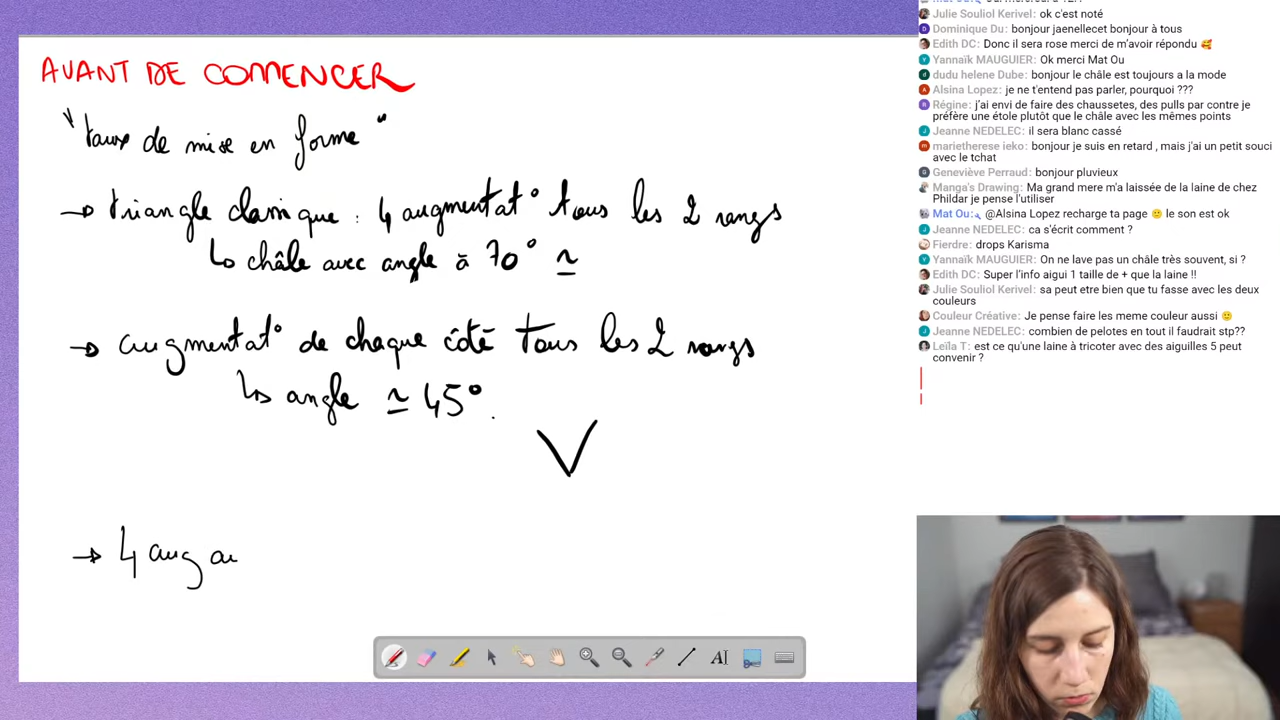 AVANT DE COMENCER
"taux de mise en forme"
→ triangle classique : 4 augmentat° tous les 2 rangs
↳ châle avec angle à 70° ≃
→ augmentat° de chaque côté tous les 2 rangs
↳ angle ≃ 45°.
→ 4 aug au
AI
Julie Souliol Kerivel: ok c'est noté
Dominique Du: bonjour jaenellecet bonjour à tous
Edith DC: Donc il sera rose merci de m'avoir répondu 🥰
Yannaïk MAUGUIER: Ok merci Mat Ou
dudu helene Dube: bonjour le châle est toujours a la mode
Alsina Lopez: je ne t'entend pas parler, pourquoi ???
Régine: j'ai envi de faire des chaussetes, des pulls par contre je
préfère une étole plutôt que le châle avec les mêmes points
Jeanne NEDELEC: il sera blanc cassé
marietherese ieko: bonjour je suis en retard , mais j'ai un petit souci
avec le tchat
Geneviève Perraud: bonjour pluvieux
Manga's Drawing: Ma grand mere m'a laissée de la laine de chez
Phildar je pense l'utiliser
Mat Ou: @Alsina Lopez recharge ta page 🙂 le son est ok
Jeanne NEDELEC: ca s'écrit comment ?
Fierdre: drops Karisma
Yannaïk MAUGUIER: On ne lave pas un châle très souvent, si ?
Edith DC: Super l'info aigui 1 taille de + que la laine !!
Julie Souliol Kerivel: sa peut etre bien que tu fasse avec les deux
couleurs
Couleur Créative: Je pense faire les meme couleur aussi 🙂
Jeanne NEDELEC: combien de pelotes en tout il faudrait stp??
Leïla T: est ce qu'une laine à tricoter avec des aiguilles 5 peut
convenir ?